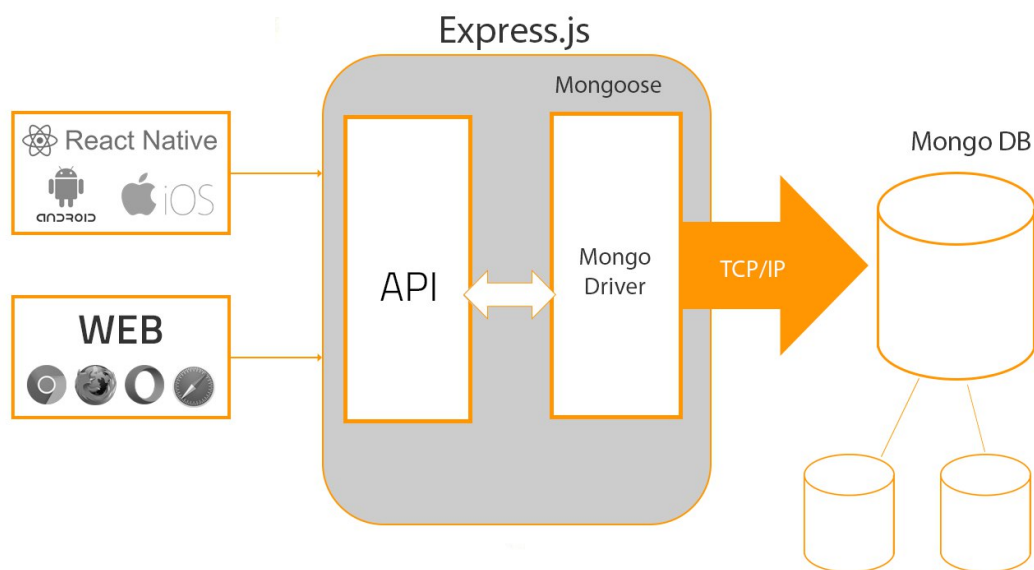 Express.js
Mongoose
React Native
ANDROID
iOS
WEB
API
Mongo
Driver
TCP/IP
Mongo DB